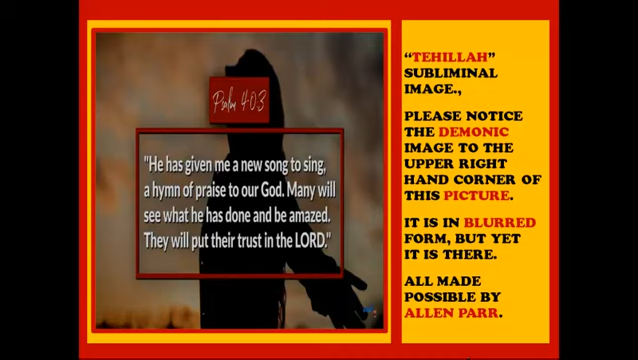 Psalm 40:3
"He has given me a new song to sing,
a hymn of praise to our God. Many will
see what he has done and be amazed.
They will put their trust in the LORD."
“TEHILLAH”
SUBLIMINAL
IMAGE.,
PLEASE NOTICE
THE DEMONIC
IMAGE TO THE
UPPER RIGHT
HAND CORNER OF
THIS PICTURE.
IT IS IN BLURRED
FORM, BUT YET
IT IS THERE.
ALL MADE
POSSIBLE BY
ALLEN PARR.